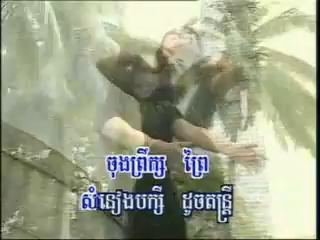 ចុងព្រឹក្ស ព្រៃ
សំនៀងបក្សី ដូចតន្ត្រី